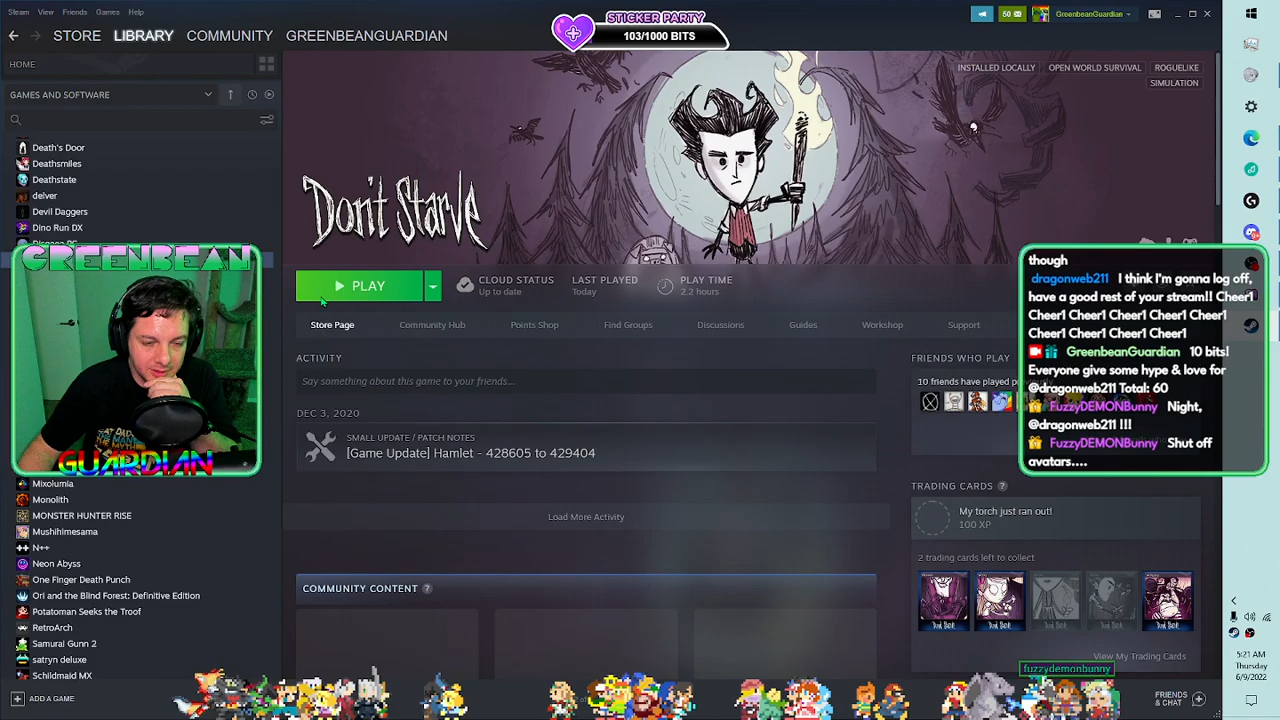 Steam View Friends Games Help
STICKER PARTY
103/1000 BITS
50
GreenbeanGuardian
STORE LIBRARY COMMUNITY GREENBEANGUARDIAN
HOME
GAMES AND SOFTWARE
Death's Door
Deathsmiles
Deathstate
delver
Devil Daggers
Dino Run DX
INSTALLED LOCALLY OPEN WORLD SURVIVAL ROGUELIKE
SIMULATION
Don't Starve
GREENBEAN
GUARDIAN
PLAY
CLOUD STATUS
Up to date
LAST PLAYED
Today
PLAY TIME
2.2 hours
Store Page Community Hub Points Shop Find Groups Discussions Guides Workshop Support
ACTIVITY
Say something about this game to your friends...
DEC 3, 2020
SMALL UPDATE / PATCH NOTES
[Game Update] Hamlet - 428605 to 429404
Load More Activity
COMMUNITY CONTENT ?
FRIENDS WHO PLAY
10 friends have played previously
though
dragonweb211 I think I'm gonna log off,
have a good rest of your stream!! Cheer1
Cheer1 Cheer1 Cheer1 Cheer1 Cheer1
Cheer1 Cheer1 Cheer1 Cheer1
GreenbeanGuardian 10 bits!
Everyone give some hype & love for
@dragonweb211 Total: 60
FuzzyDEMONBunny Night,
@dragonweb211 !!!
FuzzyDEMONBunny Shut off
avatars....
TRADING CARDS ?
My torch just ran out!
100 XP
2 trading cards left to collect
View My Trading Cards
fuzzydemonbunny
Mixolumia
Monolith
MONSTER HUNTER RISE
Mushihimesama
N++
Neon Abyss
One Finger Death Punch
Ori and the Blind Forest: Definitive Edition
Potatoman Seeks the Troof
RetroArch
Samurai Gunn 2
satryn deluxe
Schildmaid MX
ADD A GAME
FRIENDS
& CHAT
5:21 AM
Thursday
6/9/2022